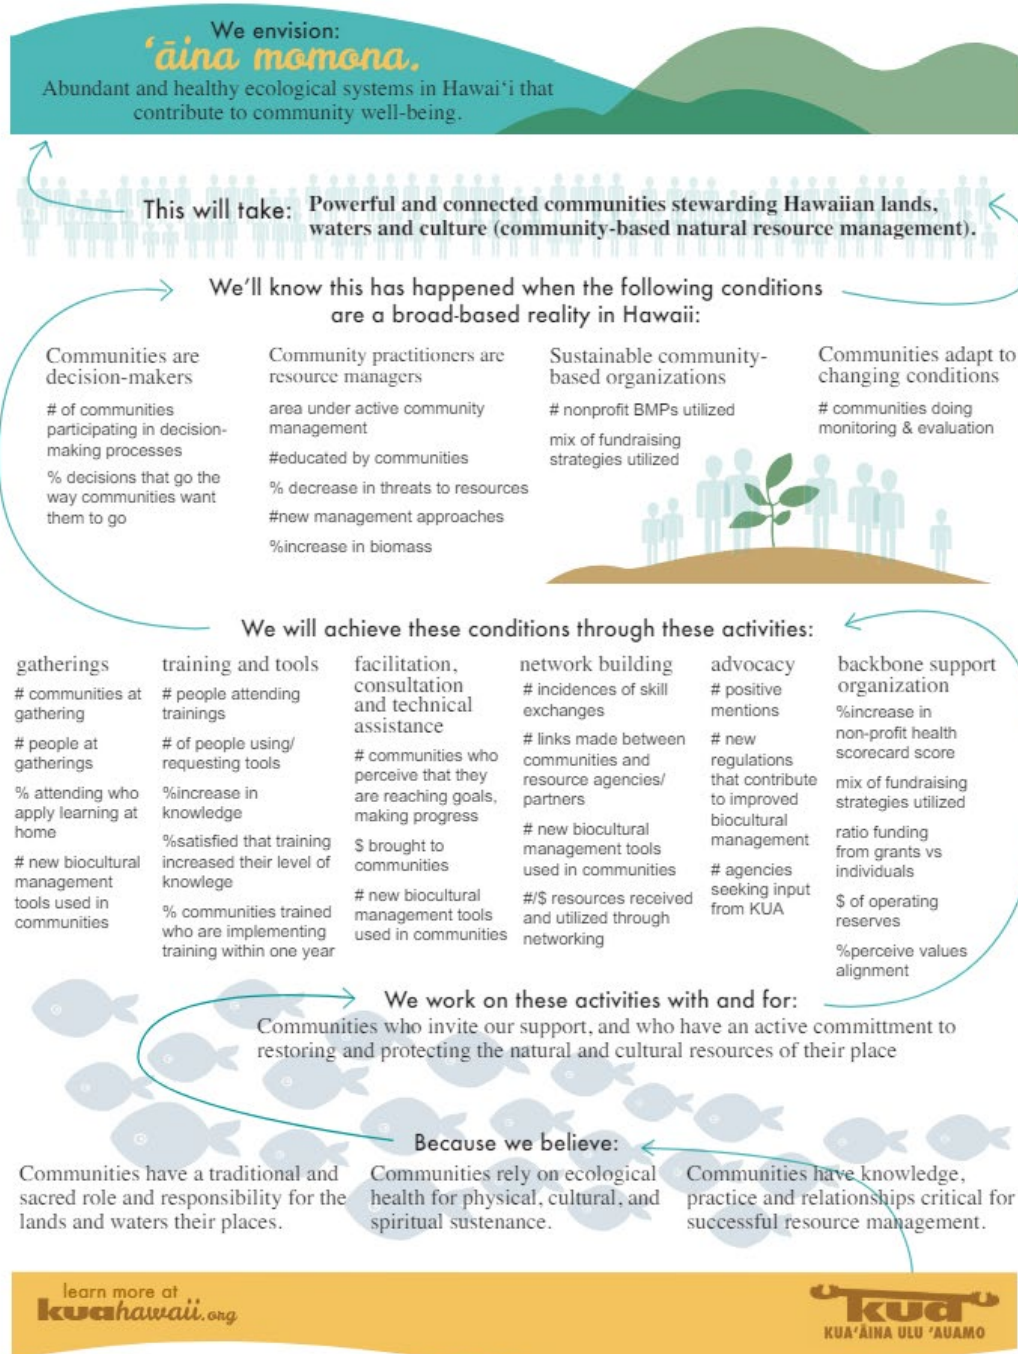 We envision:
‘āina momona.
Abundant and healthy ecological systems in Hawai‘i that
contribute to community well-being.
This will take: Powerful and connected communities stewarding Hawaiian lands,
waters and culture (community-based natural resource management).
We’ll know this has happened when the following conditions
are a broad-based reality in Hawaii:
Communities are
decision-makers
# of communities
participating in decision-
making processes
% decisions that go the
way communities want
them to go
Community practitioners are
resource managers
area under active community
management
#educated by communities
% decrease in threats to resources
#new management approaches
%increase in biomass
Sustainable community-
based organizations
# nonprofit BMPs utilized
mix of fundraising
strategies utilized
Communities adapt to
changing conditions
# communities doing
monitoring & evaluation
We will achieve these conditions through these activities:
gatherings
# communities at
gathering
# people at
gatherings
% attending who
apply learning at
home
# new biocultural
management
tools used in
communities
training and tools
# people attending
trainings
# of people using/
requesting tools
%increase in
knowledge
%satisfied that training
increased their level of
knowlege
% communities trained
who are implementing
training within one year
facilitation,
consultation
and technical
assistance
# communities who
perceive that they
are reaching goals,
making progress
$ brought to
communities
# new biocultural
management tools
used in communities
network building
# incidences of skill
exchanges
# links made between
communities and
resource agencies/
partners
# new biocultural
management tools
used in communities
#/$ resources received
and utilized through
networking
advocacy
# positive
mentions
# new
regulations
that contribute
to improved
biocultural
management
# agencies
seeking input
from KUA
backbone support
organization
%increase in
non-profit health
scorecard score
mix of fundraising
strategies utilized
ratio funding
from grants vs
individuals
$ of operating
reserves
%perceive values
alignment
We work on these activities with and for:
Communities who invite our support, and who have an active committment to
restoring and protecting the natural and cultural resources of their place
Because we believe:
Communities have a traditional and
sacred role and responsibility for the
lands and waters their places.
Communities rely on ecological
health for physical, cultural, and
spiritual sustenance.
Communities have knowledge,
practice and relationships critical for
successful resource management.
learn more at
kuahawaii.org
kua
KUA‘ĀINA ULU ‘AUAMO